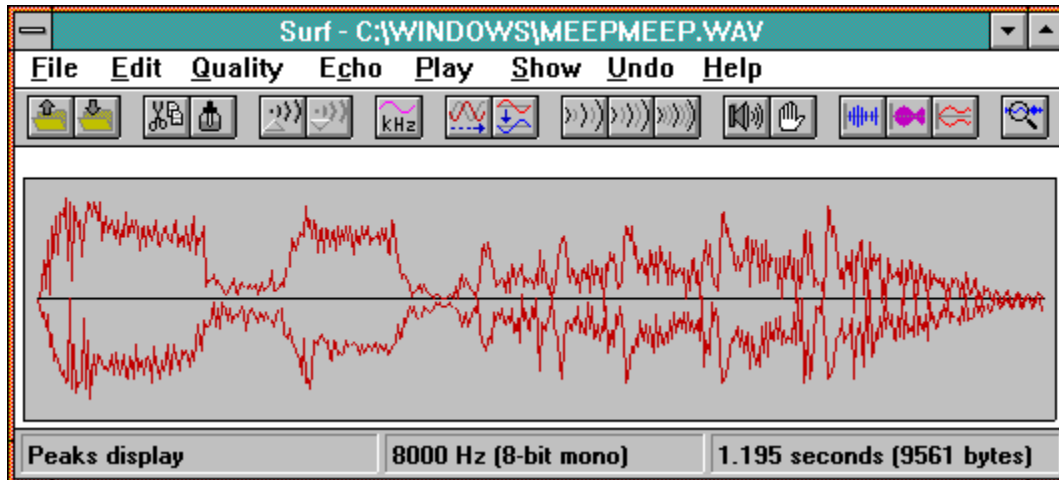 Surf - C:\WINDOWS\MEEPMEEP.WAV
File Edit Quality Echo Play Show Undo Help
kHz
Peaks display 8000 Hz (8-bit mono) 1.195 seconds (9561 bytes)